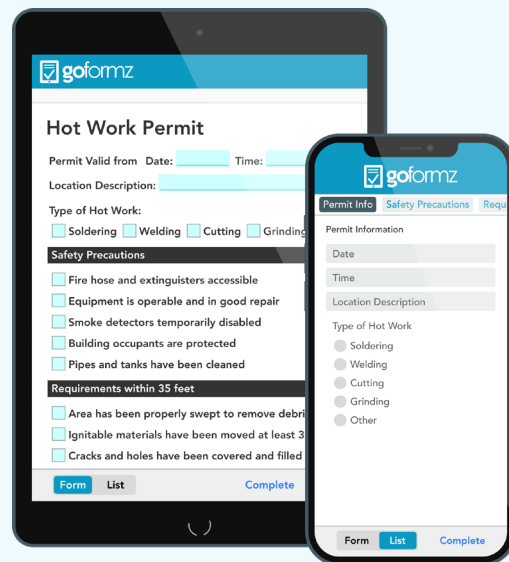 goformz
Hot Work Permit
Permit Valid from Date: Time:
Location Description:
Type of Hot Work:
Soldering Welding Cutting Grinding
Safety Precautions
Fire hose and extinguishers accessible
Equipment is operable and in good repair
Smoke detectors temporarily disabled
Building occupants are protected
Pipes and tanks have been cleaned
Requirements within 35 feet
Area has been properly swept to remove debri
Ignitable materials have been moved at least 3
Cracks and holes have been covered and filled
Form List Complete
goformz
Permit Info Safety Precautions Requ
Permit Information
Date
Time
Location Description
Type of Hot Work
Soldering
Welding
Cutting
Grinding
Other
Form List Complete